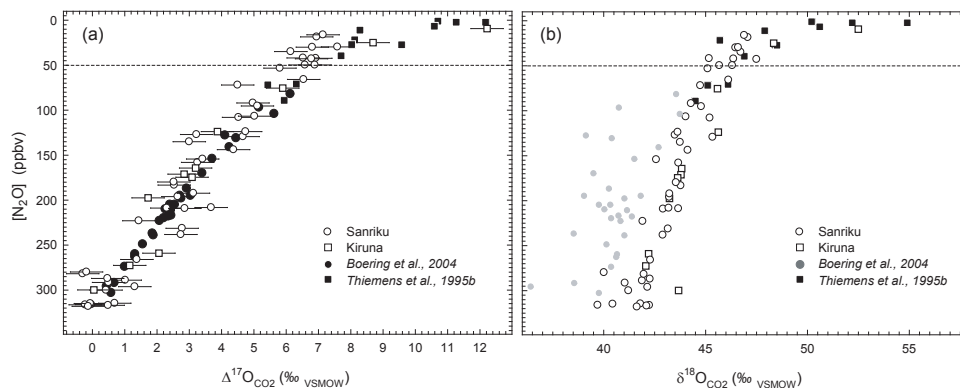 (a)
(b)
[N₂O] (ppbv)
0
50
100
150
200
250
300
Sanriku
Kiruna
Boering et al., 2004
Thiemens et al., 1995b
Sanriku
Kiruna
Boering et al., 2004
Thiemens et al., 1995b
0 1 2 3 4 5 6 7 8 9 10 11 12
40 45 50 55
Δ¹⁷O_CO2 (‰ VSMOW)
δ¹⁸O_CO2 (‰ VSMOW)